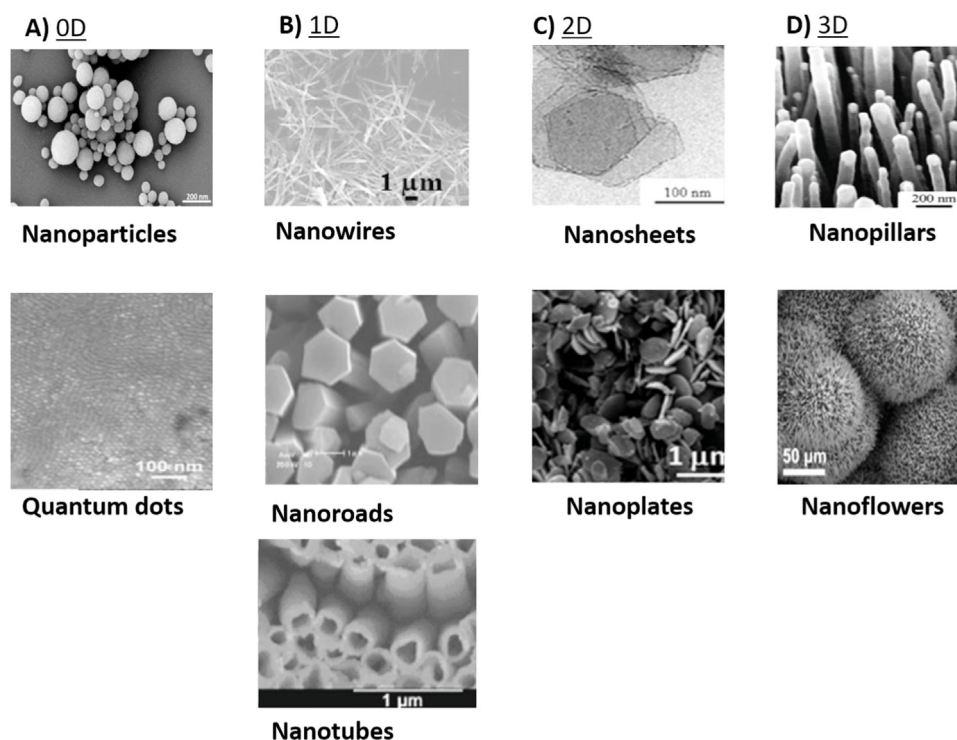 A) 0D
B) 1D
C) 2D
D) 3D
200 nm
1 µm
100 nm
200 nm
Nanoparticles
Nanowires
Nanosheets
Nanopillars
100 nm
1 µm
50 µm
Quantum dots
Nanoroads
Nanoplates
Nanoflowers
1 µm
Nanotubes